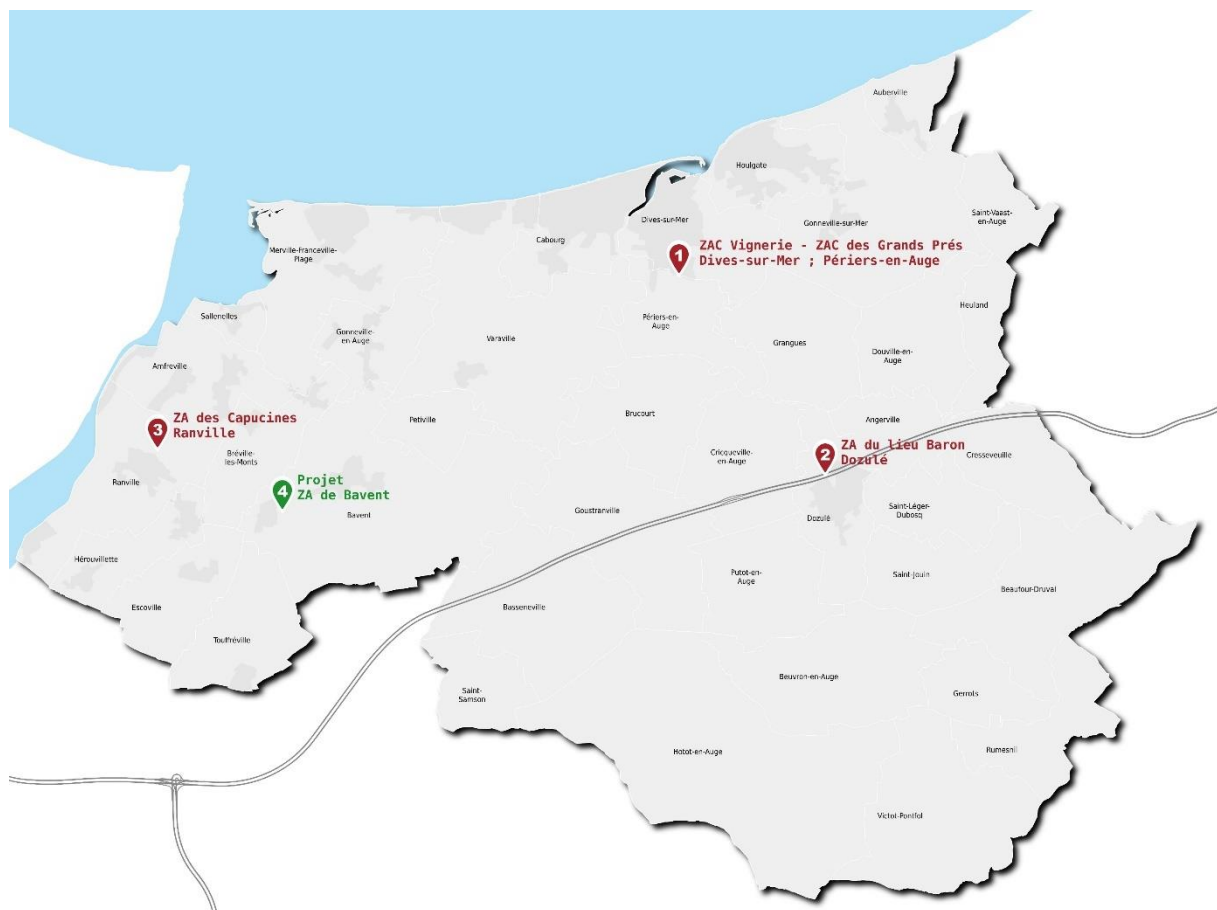 Auberville
Houlgate
Saint-Vaast-
en-Auge
Dives-sur-Mer
Gonneville-sur-Mer
Cabourg
Merville-Franceville-
Plage
1
ZAC Vignerie - ZAC des Grands Prés
Dives-sur-Mer ; Périers-en-Auge
Heuland
Sallenelles
Périers-en-
Auge
Gonneville-
en-Auge
Varaville
Grangues
Douville-en-
Auge
Amfreville
3
ZA des Capucines
Ranville
Petiville
Brucourt
Angerville
2
ZA du lieu Baron
Dozulé
Cricqueville-
en-Auge
Cresseveuille
Bréville-
les-Monts
Ranville
4
Projet
ZA de Bavent
Bavent
Goustranville
Dozulé
Saint-Léger-
Dubosq
Hérouvillette
Putot-en-
Auge
Saint-Jouin
Beaufour-Druval
Escoville
Basseneville
Touffréville
Beuvron-en-Auge
Saint-
Samson
Gerrots
Hotot-en-Auge
Rumesnil
Victot-Pontfol